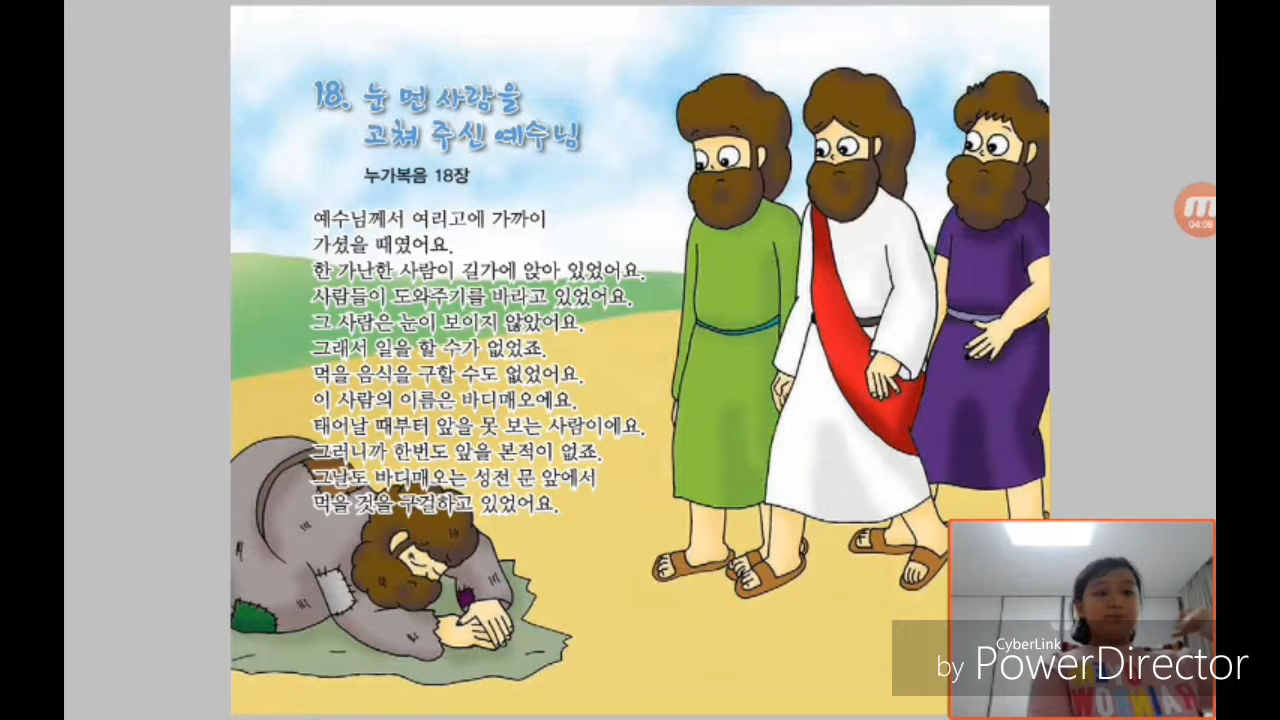 18. 눈 먼 사람을
고쳐 주신 예수님
누가복음 18장
예수님께서 여리고에 가까이
가셨을 때였어요.
한 가난한 사람이 길가에 앉아 있었어요.
사람들이 도와주기를 바라고 있었어요.
그 사람은 눈이 보이지 않았어요.
그래서 일을 할 수가 없었죠.
먹을 음식을 구할 수도 없었어요.
이 사람의 이름은 바디매오에요.
태어날 때부터 앞을 못 보는 사람이에요.
그러니까 한번도 앞을 본적이 없죠.
그날도 바디매오는 성전 문 앞에서
먹을 것을 구걸하고 있었어요.
04:08
CyberLink
by PowerDirector